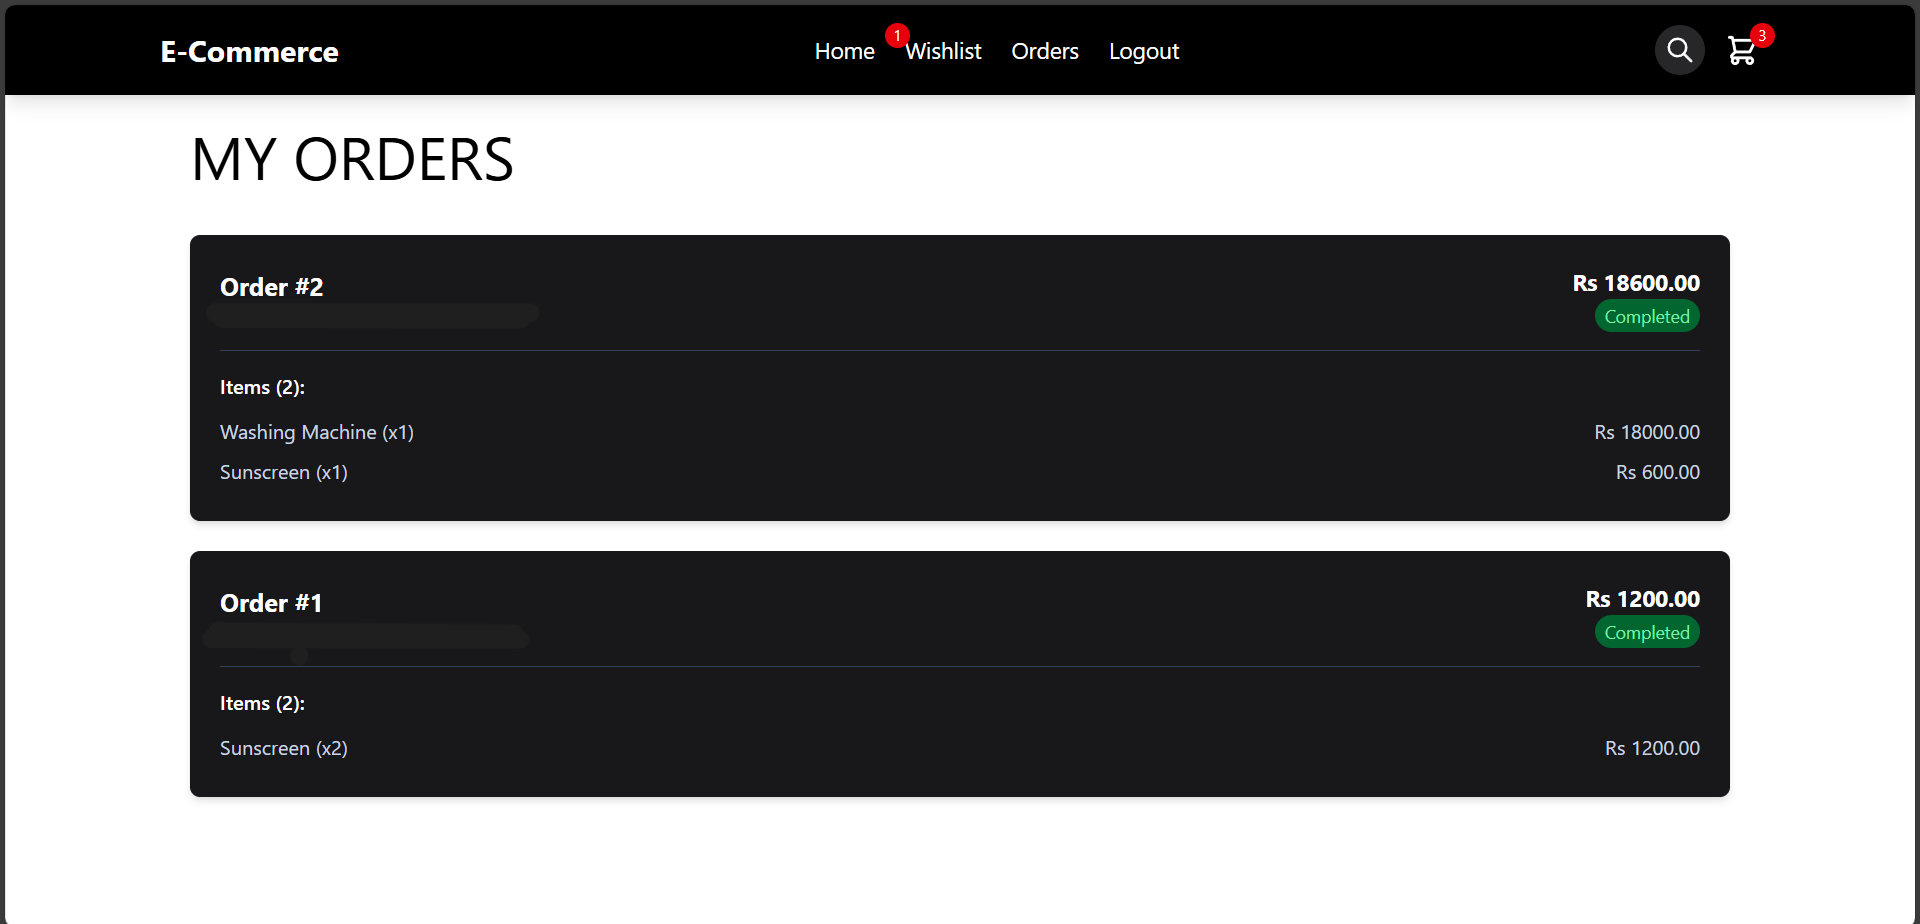 E-Commerce
Home 1 Wishlist Orders Logout 3
MY ORDERS
Order #2 Rs 18600.00
Completed
Items (2):
Washing Machine (x1) Rs 18000.00
Sunscreen (x1) Rs 600.00
Order #1 Rs 1200.00
Completed
Items (2):
Sunscreen (x2) Rs 1200.00